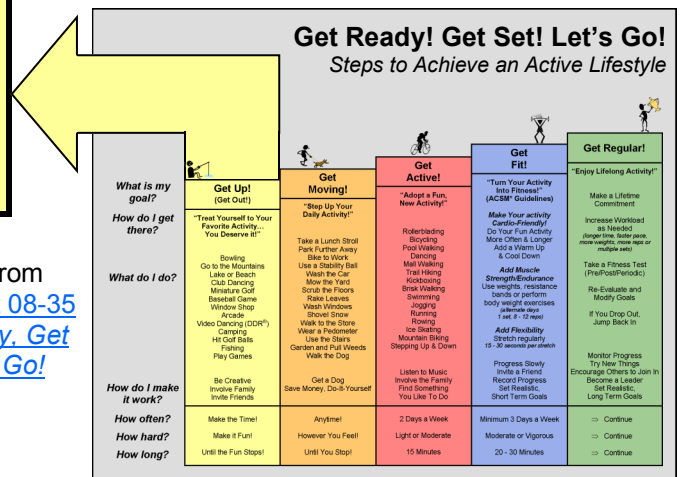 Get Ready! Get Set! Let's Go!
Steps to Achieve an Active Lifestyle
from
08-35
y, Get
Go!
What is my
goal?
How do I get
there?
What do I do?
How do I make
it work?
How often?
How hard?
How long?
Get Up!
(Get Out!)
"Treat Yourself to Your
Favorite Activity...
You Deserve it!"
Bowling
Go to the Mountains
Lake or Beach
Club Dancing
Miniature Golf
Baseball Game
Window Shop
Arcade
Video Dancing (DDR®)
Camping
Hit Golf Balls
Fishing
Play Games
Be Creative
Involve Family
Invite Friends
Make the Time!
Make it Fun!
Until the Fun Stops!
Get
Moving!
"Step Up Your
Daily Activity!"
Take a Lunch Stroll
Park Further Away
Bike to Work
Use a Stability Ball
Wash the Car
Mow the Yard
Scrub the Floors
Rake Leaves
Wash Windows
Shovel Snow
Walk to the Store
Wear a Pedometer
Use the Stairs
Garden and Pull Weeds
Walk the Dog
Get a Dog
Save Money, Do-It-Yourself
Anytime!
However You Feel!
Until You Stop!
Get
Active!
"Adopt a Fun,
New Activity!"
Rollerblading
Bicycling
Pool Walking
Dancing
Mall Walking
Trail Hiking
Kickboxing
Brisk Walking
Swimming
Jogging
Running
Rowing
Ice Skating
Mountain Biking
Stepping Up & Down
Listen to Music
Involve the Family
Find Something
You Like To Do
2 Days a Week
Light or Moderate
15 Minutes
Get
Fit!
"Turn Your Activity
Into Fitness!"
(ACSM* Guidelines)
Make Your activity
Cardio-Friendly!
Do Your Fun Activity
More Often & Longer
Add a Warm Up
& Cool Down
Add Muscle
Strength/Endurance
Use weights, resistance
bands or perform
body weight exercises
(alternate days
1 set, 8 - 12 reps)
Add Flexibility
Stretch regularly
15 - 30 seconds per stretch
Progress Slowly
Invite a Friend
Record Progress
Set Realistic,
Short Term Goals
Minimum 3 Days a Week
Moderate or Vigorous
20 - 30 Minutes
Get Regular!
"Enjoy Lifelong Activity!"
Make a Lifetime
Commitment
Increase Workload
as Needed
(longer time, faster pace,
more weights, more reps or
multiple sets)
Take a Fitness Test
(Pre/Post/Periodic)
Re-Evaluate and
Modify Goals
If You Drop Out,
Jump Back In
Monitor Progress
Try New Things
Encourage Others to Join In
Become a Leader
Set Realistic,
Long Term Goals
⇒ Continue
⇒ Continue
⇒ Continue